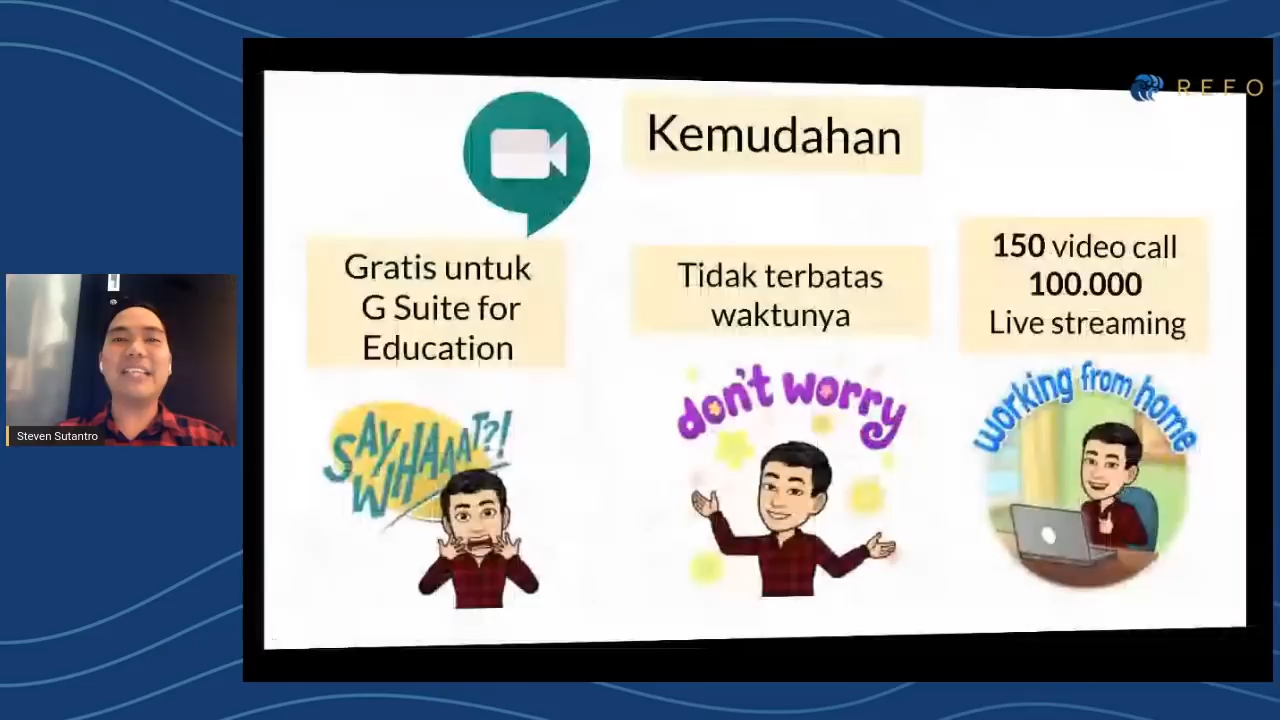 REFO
Kemudahan
Gratis untuk
G Suite for
Education
Tidak terbatas
waktunya
150 video call
100.000
Live streaming
SAY
WHAAAT?!
don't worry
working from home
Steven Sutantro